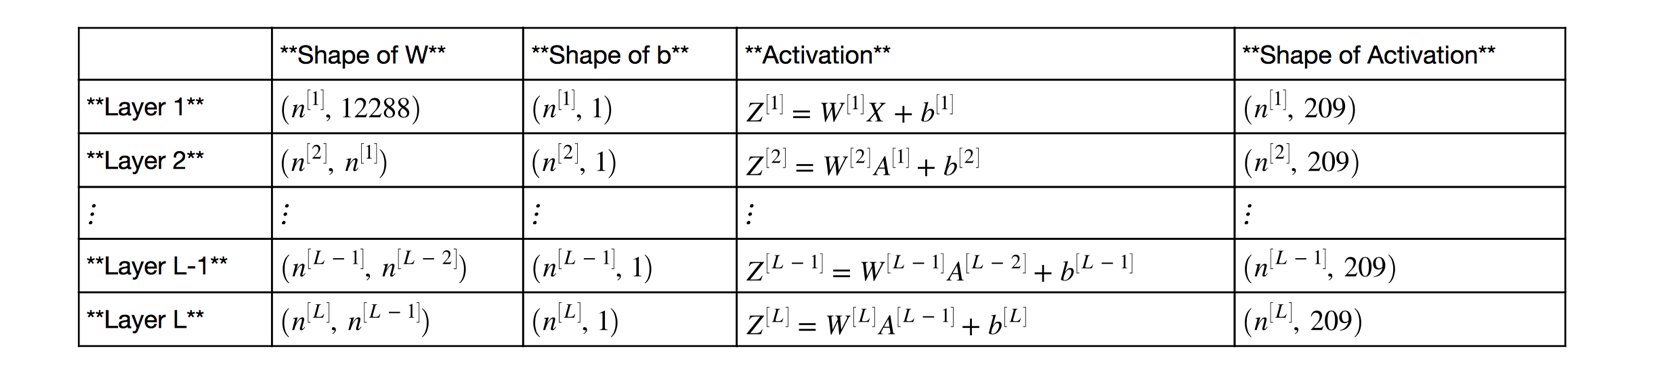 **Shape of W** **Shape of b** **Activation** **Shape of Activation**
**Layer 1** (n^[1], 12288) (n^[1], 1) Z^[1] = W^[1]X + b^[1] (n^[1], 209)
**Layer 2** (n^[2], n^[1]) (n^[2], 1) Z^[2] = W^[2]A^[1] + b^[2] (n^[2], 209)
⋮ ⋮ ⋮ ⋮ ⋮
**Layer L-1** (n^[L − 1], n^[L − 2]) (n^[L − 1], 1) Z^[L − 1] = W^[L − 1]A^[L − 2] + b^[L − 1] (n^[L − 1], 209)
**Layer L** (n^[L], n^[L − 1]) (n^[L], 1) Z^[L] = W^[L]A^[L − 1] + b^[L] (n^[L], 209)